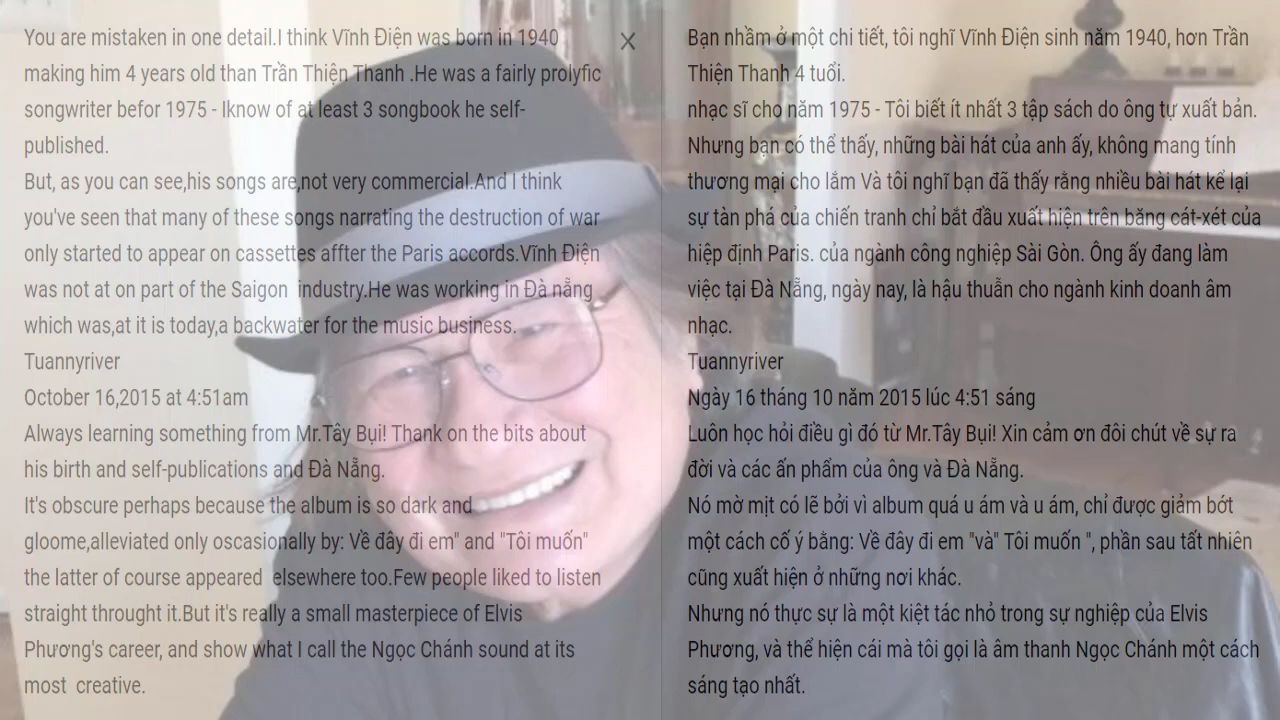 You are mistaken in one detail.I think Vĩnh Điện was born in 1940
making him 4 years old than Trần Thiện Thanh .He was a fairly prolyfic
songwriter befor 1975 - Iknow of at least 3 songbook he self-
published.
But, as you can see,his songs are,not very commercial.And I think
you've seen that many of these songs narrating the destruction of war
only started to appear on cassettes affter the Paris accords.Vĩnh Điện
was not at on part of the Saigon industry.He was working in Đà nẵng
which was,at it is today,a backwater for the music business.
Tuannyriver
October 16,2015 at 4:51am
Always learning something from Mr.Tây Bụi! Thank on the bits about
his birth and self-publications and Đà Nẵng.
It's obscure perhaps because the album is so dark and
gloome,alleviated only oscasionally by: Về đây đi em" and "Tôi muốn"
the latter of course appeared elsewhere too.Few people liked to listen
straight throught it.But it's really a small masterpiece of Elvis
Phương's career, and show what I call the Ngọc Chánh sound at its
most creative.
Bạn nhầm ở một chi tiết, tôi nghĩ Vĩnh Điện sinh năm 1940, hơn Trần
Thiện Thanh 4 tuổi.
nhạc sĩ cho năm 1975 - Tôi biết ít nhất 3 tập sách do ông tự xuất bản.
Nhưng bạn có thể thấy, những bài hát của anh ấy, không mang tính
thương mại cho lắm Và tôi nghĩ bạn đã thấy rằng nhiều bài hát kể lại
sự tàn phá của chiến tranh chỉ bắt đầu xuất hiện trên băng cát-xét của
hiệp định Paris. của ngành công nghiệp Sài Gòn. Ông ấy đang làm
việc tại Đà Nẵng, ngày nay, là hậu thuẫn cho ngành kinh doanh âm
nhạc.
Tuannyriver
Ngày 16 tháng 10 năm 2015 lúc 4:51 sáng
Luôn học hỏi điều gì đó từ Mr.Tây Bụi! Xin cảm ơn đôi chút về sự ra
đời và các ấn phẩm của ông và Đà Nẵng.
Nó mờ mịt có lẽ bởi vì album quá u ám và u ám, chỉ được giảm bớt
một cách cố ý bằng: Về đây đi em "và" Tôi muốn ", phần sau tất nhiên
cũng xuất hiện ở những nơi khác.
Nhưng nó thực sự là một kiệt tác nhỏ trong sự nghiệp của Elvis
Phương, và thể hiện cái mà tôi gọi là âm thanh Ngọc Chánh một cách
sáng tạo nhất.